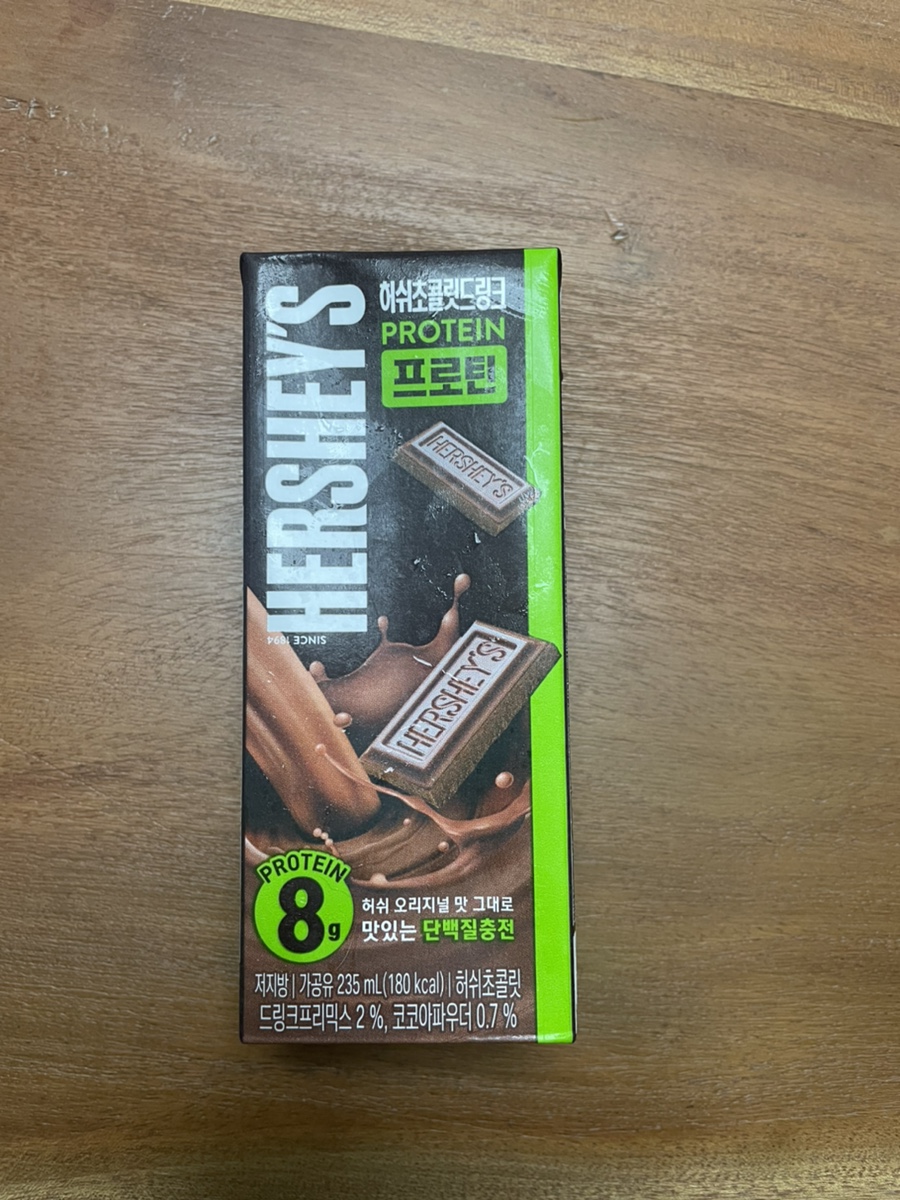 HERSHEY'S
SINCE 1894
허쉬초콜릿드링크
PROTEIN
프로틴
HERSHEY'S
HERSHEY'S
PROTEIN
8g
허쉬 오리지널 맛 그대로
맛있는 단백질충전
저지방 | 가공유 235 mL(180 kcal) | 허쉬초콜릿
드링크프리믹스 2 %, 코코아파우더 0.7 %